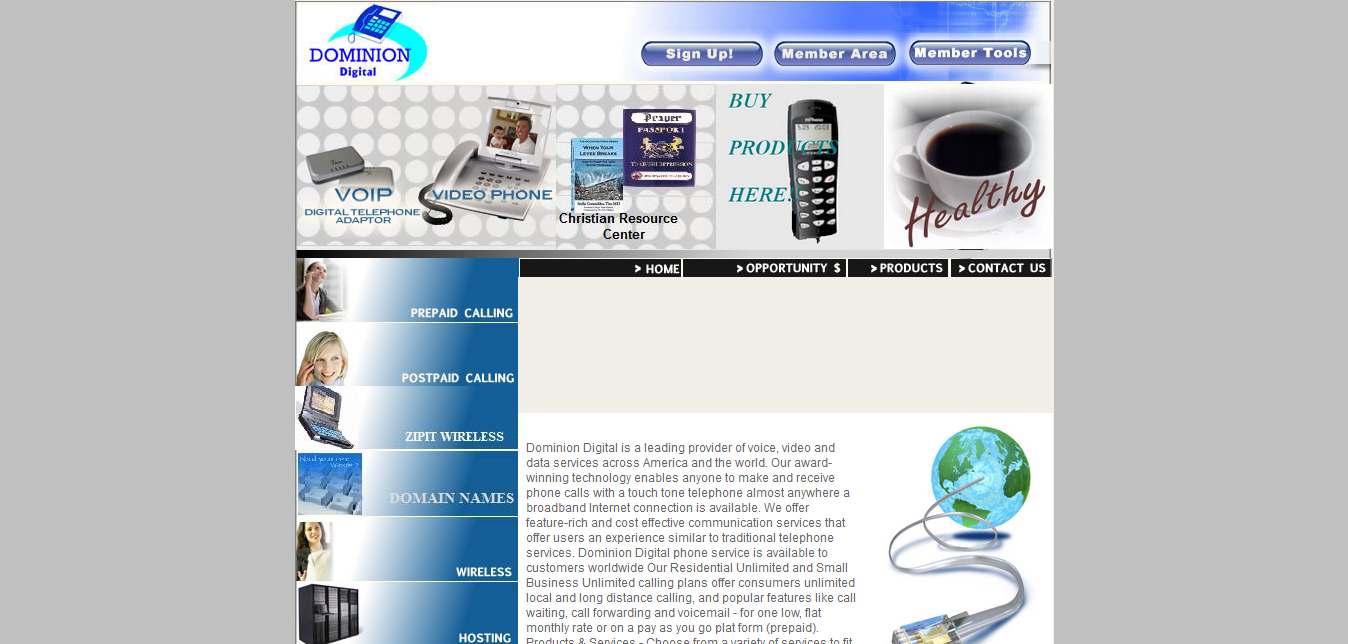 DOMINION
Digital
Sign Up!
Member Area
Member Tools
VOIP
DIGITAL TELEPHONE
ADAPTOR
VIDEO PHONE
WHEN YOUR
LEVEE BREAKS
Prayer
PASSPORT
TO CRUSH OPPRESSION
Christian Resource
Center
BUY
PRODUCTS
HERE!
Healthy
> HOME
> OPPORTUNITY $
> PRODUCTS
> CONTACT US
PREPAID CALLING
POSTPAID CALLING
ZIPIT WIRELESS
DOMAIN NAMES
WIRELESS
HOSTING
Dominion Digital is a leading provider of voice, video and
data services across America and the world. Our award-
winning technology enables anyone to make and receive
phone calls with a touch tone telephone almost anywhere a
broadband Internet connection is available. We offer
feature-rich and cost effective communication services that
offer users an experience similar to traditional telephone
services. Dominion Digital phone service is available to
customers worldwide Our Residential Unlimited and Small
Business Unlimited calling plans offer consumers unlimited
local and long distance calling, and popular features like call
waiting, call forwarding and voicemail - for one low, flat
monthly rate or on a pay as you go plat form (prepaid).
Products & Services - Choose from a variety of services to fit